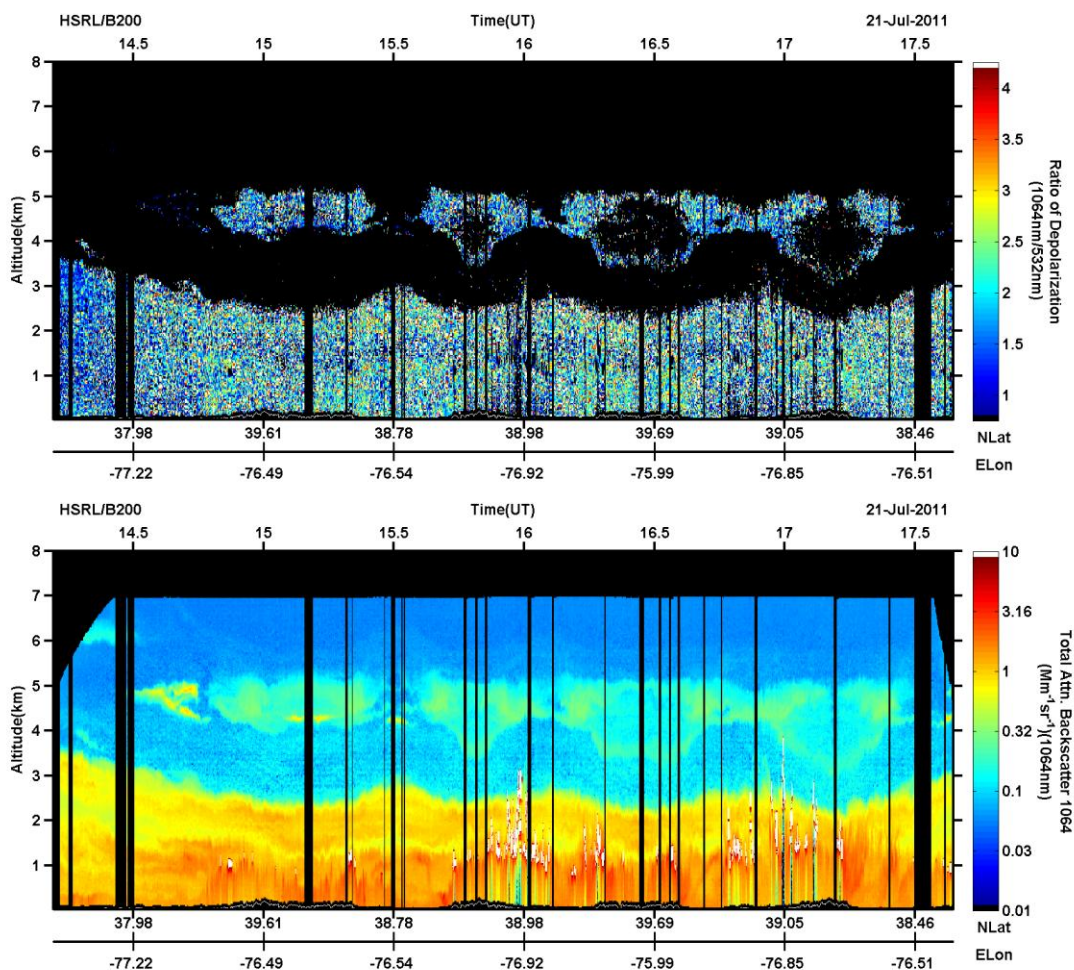 HSRL/B200 Time(UT) 21-Jul-2011
14.5 15 15.5 16 16.5 17 17.5
8
7
6
5
4
3
2
1
Altitude(km)
4
3.5
3
2.5
2
1.5
1
Ratio of Depolarization
(1064nm/532nm)
37.98 39.61 38.78 38.98 39.69 39.05 38.46 NLat
-77.22 -76.49 -76.54 -76.92 -75.99 -76.85 -76.51 ELon
HSRL/B200 Time(UT) 21-Jul-2011
14.5 15 15.5 16 16.5 17 17.5
8
7
6
5
4
3
2
1
Altitude(km)
10
3.16
1
0.32
0.1
0.03
0.01
Total Attn. Backscatter 1064
(Mm⁻¹ sr⁻¹)(1064nm)
37.98 39.61 38.78 38.98 39.69 39.05 38.46 NLat
-77.22 -76.49 -76.54 -76.92 -75.99 -76.85 -76.51 ELon